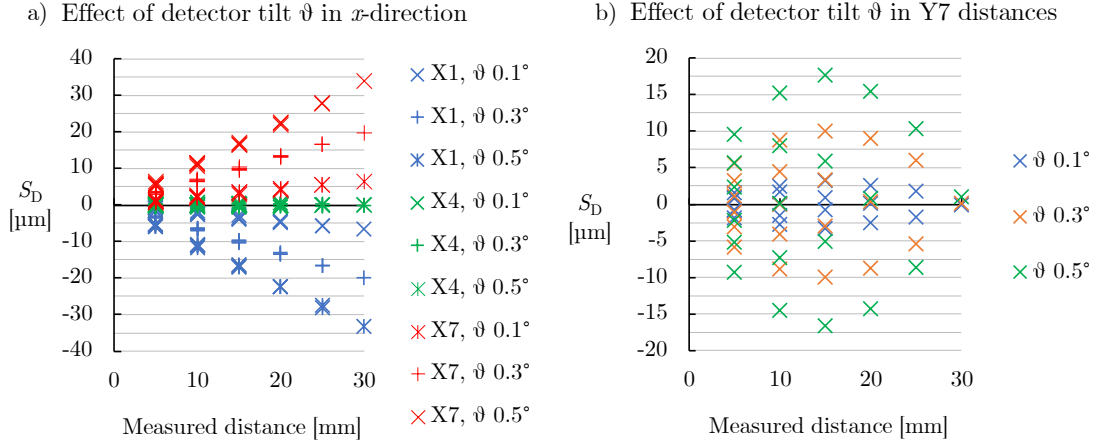 a) Effect of detector tilt ϑ in x-direction
40
30
20
10
0
-10
-20
-30
-40
S_D
[µm]
0
10
20
30
Measured distance [mm]
X1, ϑ 0.1°
X1, ϑ 0.3°
X1, ϑ 0.5°
X4, ϑ 0.1°
X4, ϑ 0.3°
X4, ϑ 0.5°
X7, ϑ 0.1°
X7, ϑ 0.3°
X7, ϑ 0.5°
b) Effect of detector tilt ϑ in Y7 distances
20
15
10
5
0
-5
-10
-15
-20
S_D
[µm]
0
10
20
30
Measured distance [mm]
ϑ 0.1°
ϑ 0.3°
ϑ 0.5°